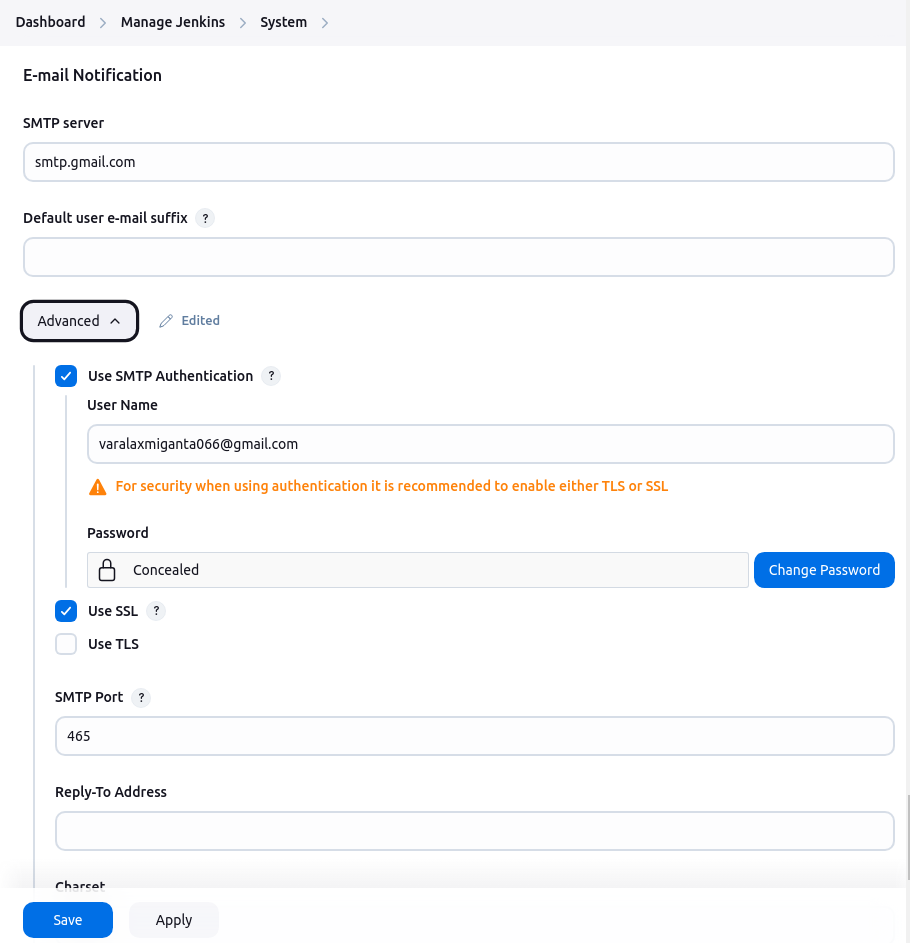 Dashboard > Manage Jenkins > System >
E-mail Notification
SMTP server
smtp.gmail.com
Default user e-mail suffix ?
Advanced Edited
Use SMTP Authentication ?
User Name
varalaxmiganta066@gmail.com
For security when using authentication it is recommended to enable either TLS or SSL
Password
Concealed Change Password
Use SSL ?
Use TLS
SMTP Port ?
465
Reply-To Address
Charset
Save Apply